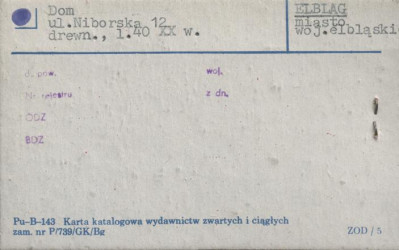 Dom
ul.Niborska 12
drewn., l.40 XX w.
ELBLĄG
miasto
woj.elbląskie
d. pow.
woj.
Nr rejestru
z dn.
ODZ
BDZ
Pu-B-143 Karta katalogowa wydawnictw zwartych i ciągłych
zam. nr P/739/GK/Bg
ZOD / 5